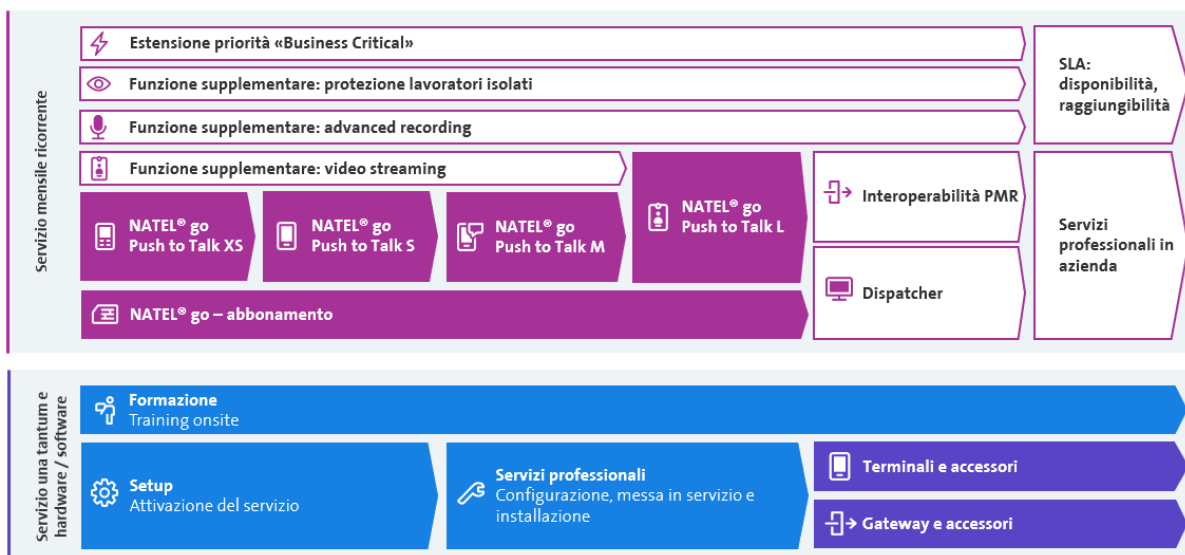 Servizio mensile ricorrente
Estensione priorità «Business Critical»
Funzione supplementare: protezione lavoratori isolati
Funzione supplementare: advanced recording
Funzione supplementare: video streaming
NATEL® go
Push to Talk XS
NATEL® go
Push to Talk S
NATEL® go
Push to Talk M
NATEL® go
Push to Talk L
NATEL® go – abbonamento
Interoperabilità PMR
Dispatcher
SLA:
disponibilità,
raggiungibilità
Servizi
professionali in
azienda
Servizio una tantum e
hardware / software
Formazione
Training onsite
Setup
Attivazione del servizio
Servizi professionali
Configurazione, messa in servizio e
installazione
Terminali e accessori
Gateway e accessori